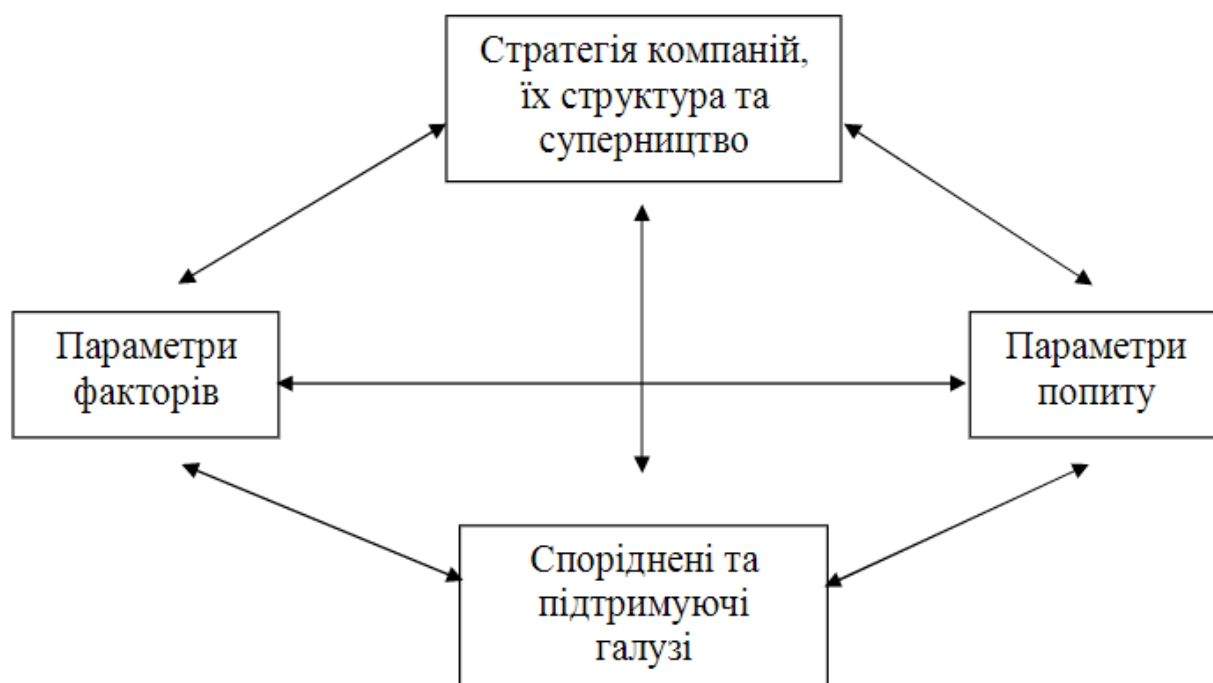 Стратегія компаній,
їх структура та
суперництво
Параметри
факторів
Параметри
попиту
Споріднені та
підтримуючі
галузі